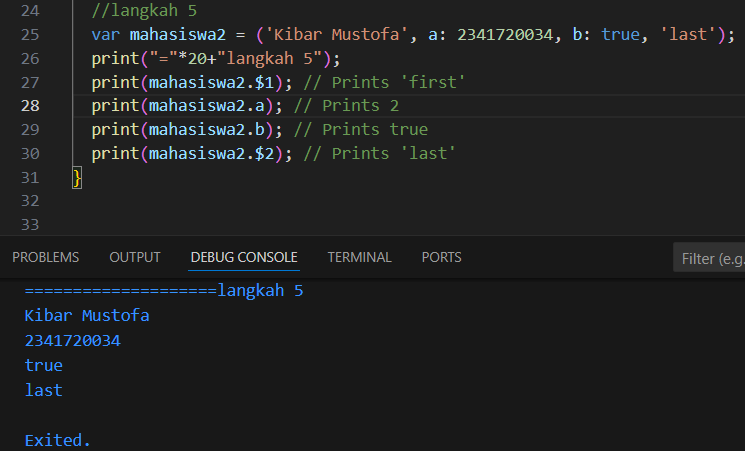 24 //langkah 5
25 var mahasiswa2 = ('Kibar Mustofa', a: 2341720034, b: true, 'last');
26 print("="*20+"langkah 5");
27 print(mahasiswa2.$1); // Prints 'first'
28 print(mahasiswa2.a); // Prints 2
29 print(mahasiswa2.b); // Prints true
30 print(mahasiswa2.$2); // Prints 'last'
31 }
32
33
PROBLEMS OUTPUT DEBUG CONSOLE TERMINAL PORTS Filter (e.g.
====================langkah 5
Kibar Mustofa
2341720034
true
last
Exited.